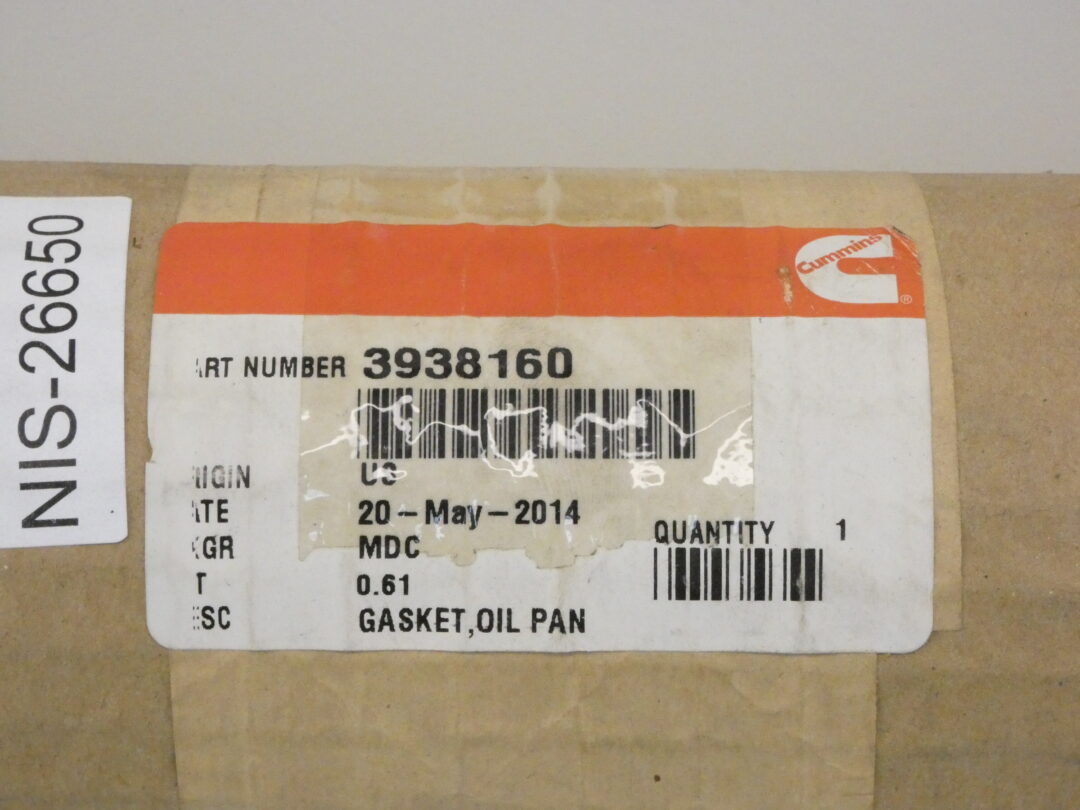 NIS-26650
Cummins
®
ART NUMBER 3938160
IGIN US
ATE 20-May-2014
KGR MDC
QUANTITY 1
T 0.61
ESC GASKET,OIL PAN